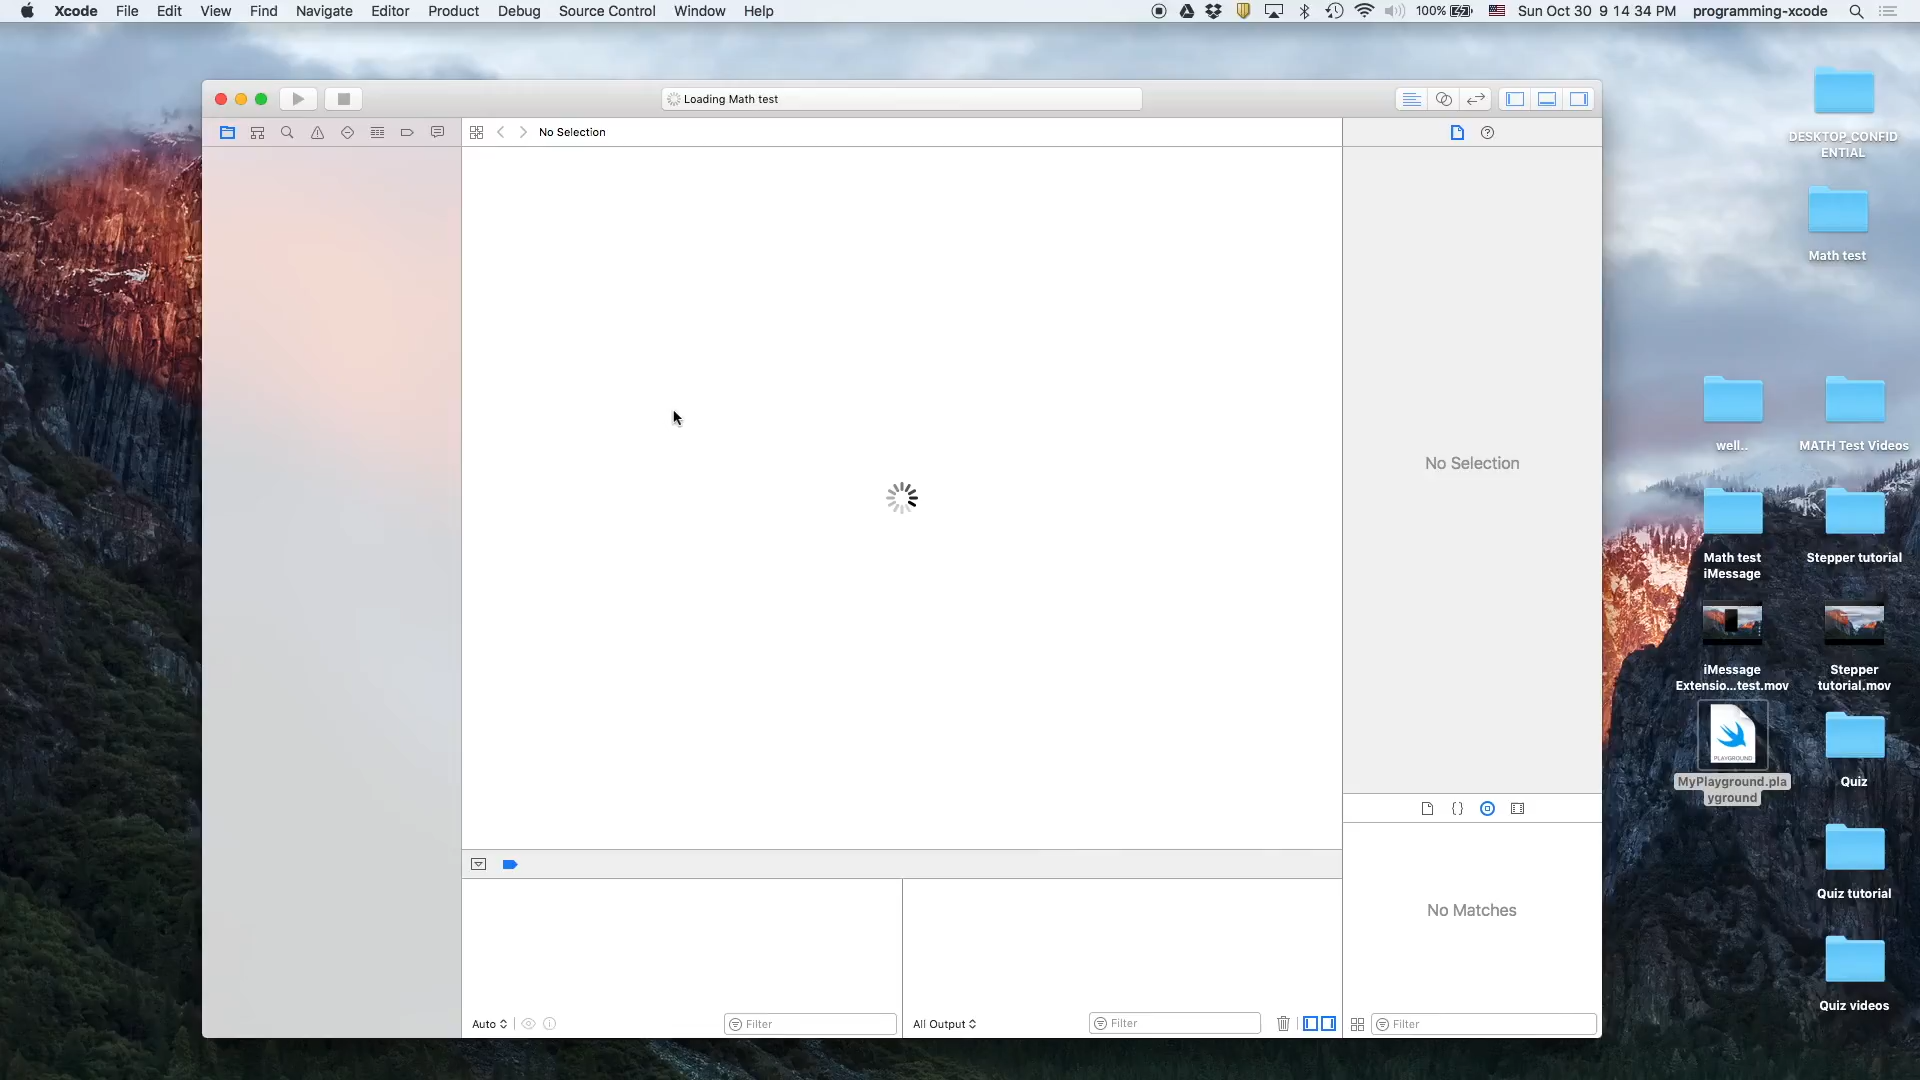 Xcode File Edit View Find Navigate Editor Product Debug Source Control Window Help 100% Sun Oct 30 9 14 34 PM programming-xcode
Loading Math test
No Selection
No Selection
No Matches
Auto Filter All Output Filter Filter
DESKTOP_CONFID
ENTIAL
Math test
well..
MATH Test Videos
Math test
iMessage
Stepper tutorial
iMessage
Extensio...test.mov
Stepper
tutorial.mov
PLAYGROUND
MyPlayground.pla
yground
Quiz
Quiz tutorial
Quiz videos